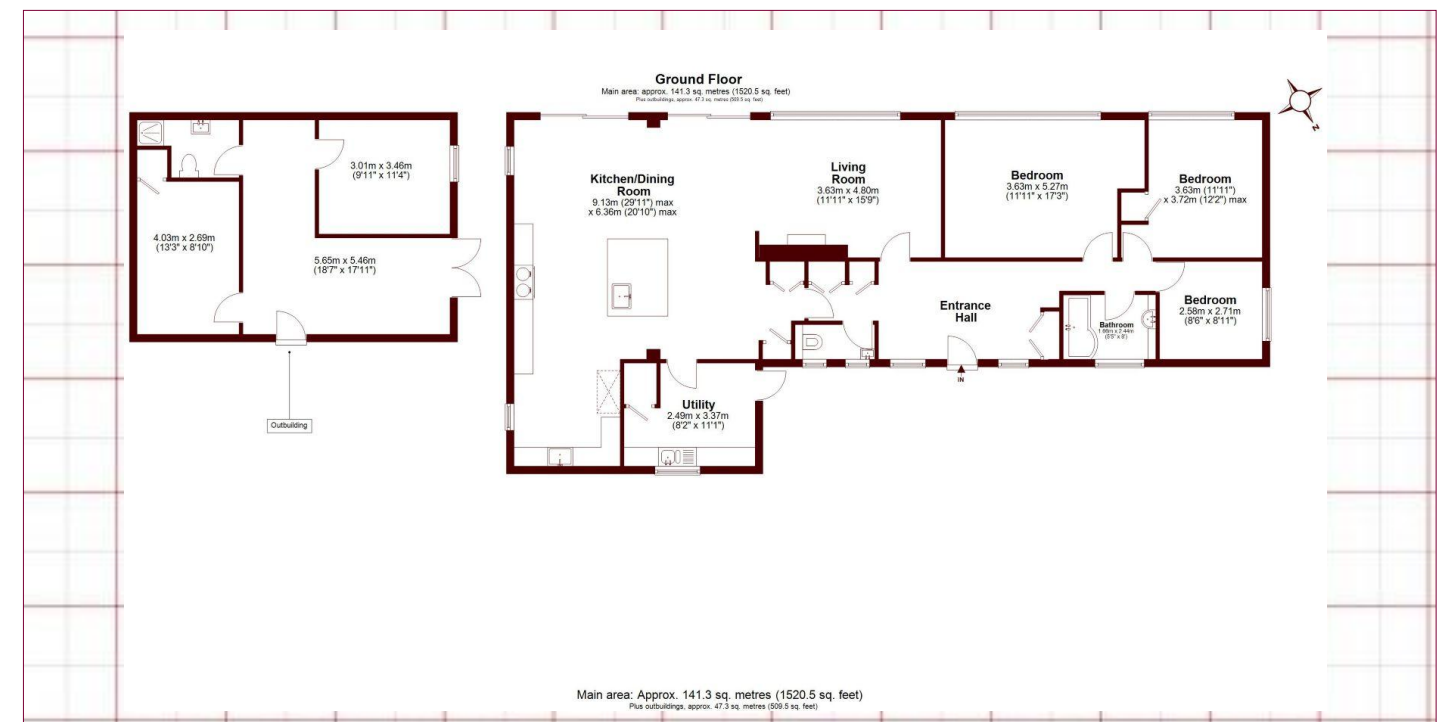 Ground Floor
Main area: approx. 141.3 sq. metres (1520.5 sq. feet)
Plus outbuildings, approx. 47.3 sq. metres (509.5 sq. feet)
N
3.01m x 3.46m
(9'11" x 11'4")
4.03m x 2.69m
(13'3" x 8'10")
5.65m x 5.46m
(18'7" x 17'11")
Outbuilding
Kitchen/Dining
Room
9.13m (29'11") max
x 6.36m (20'10") max
Living
Room
3.63m x 4.80m
(11'11" x 15'9")
Bedroom
3.63m x 5.27m
(11'11" x 17'3")
Bedroom
3.63m (11'11")
x 3.72m (12'2") max
Entrance
Hall
Bathroom
1.66m x 2.44m
(5'5" x 8')
Bedroom
2.58m x 2.71m
(8'6" x 8'11")
IN
Utility
2.49m x 3.37m
(8'2" x 11'1")
Main area: Approx. 141.3 sq. metres (1520.5 sq. feet)
Plus outbuildings, approx. 47.3 sq. metres (509.5 sq. feet)